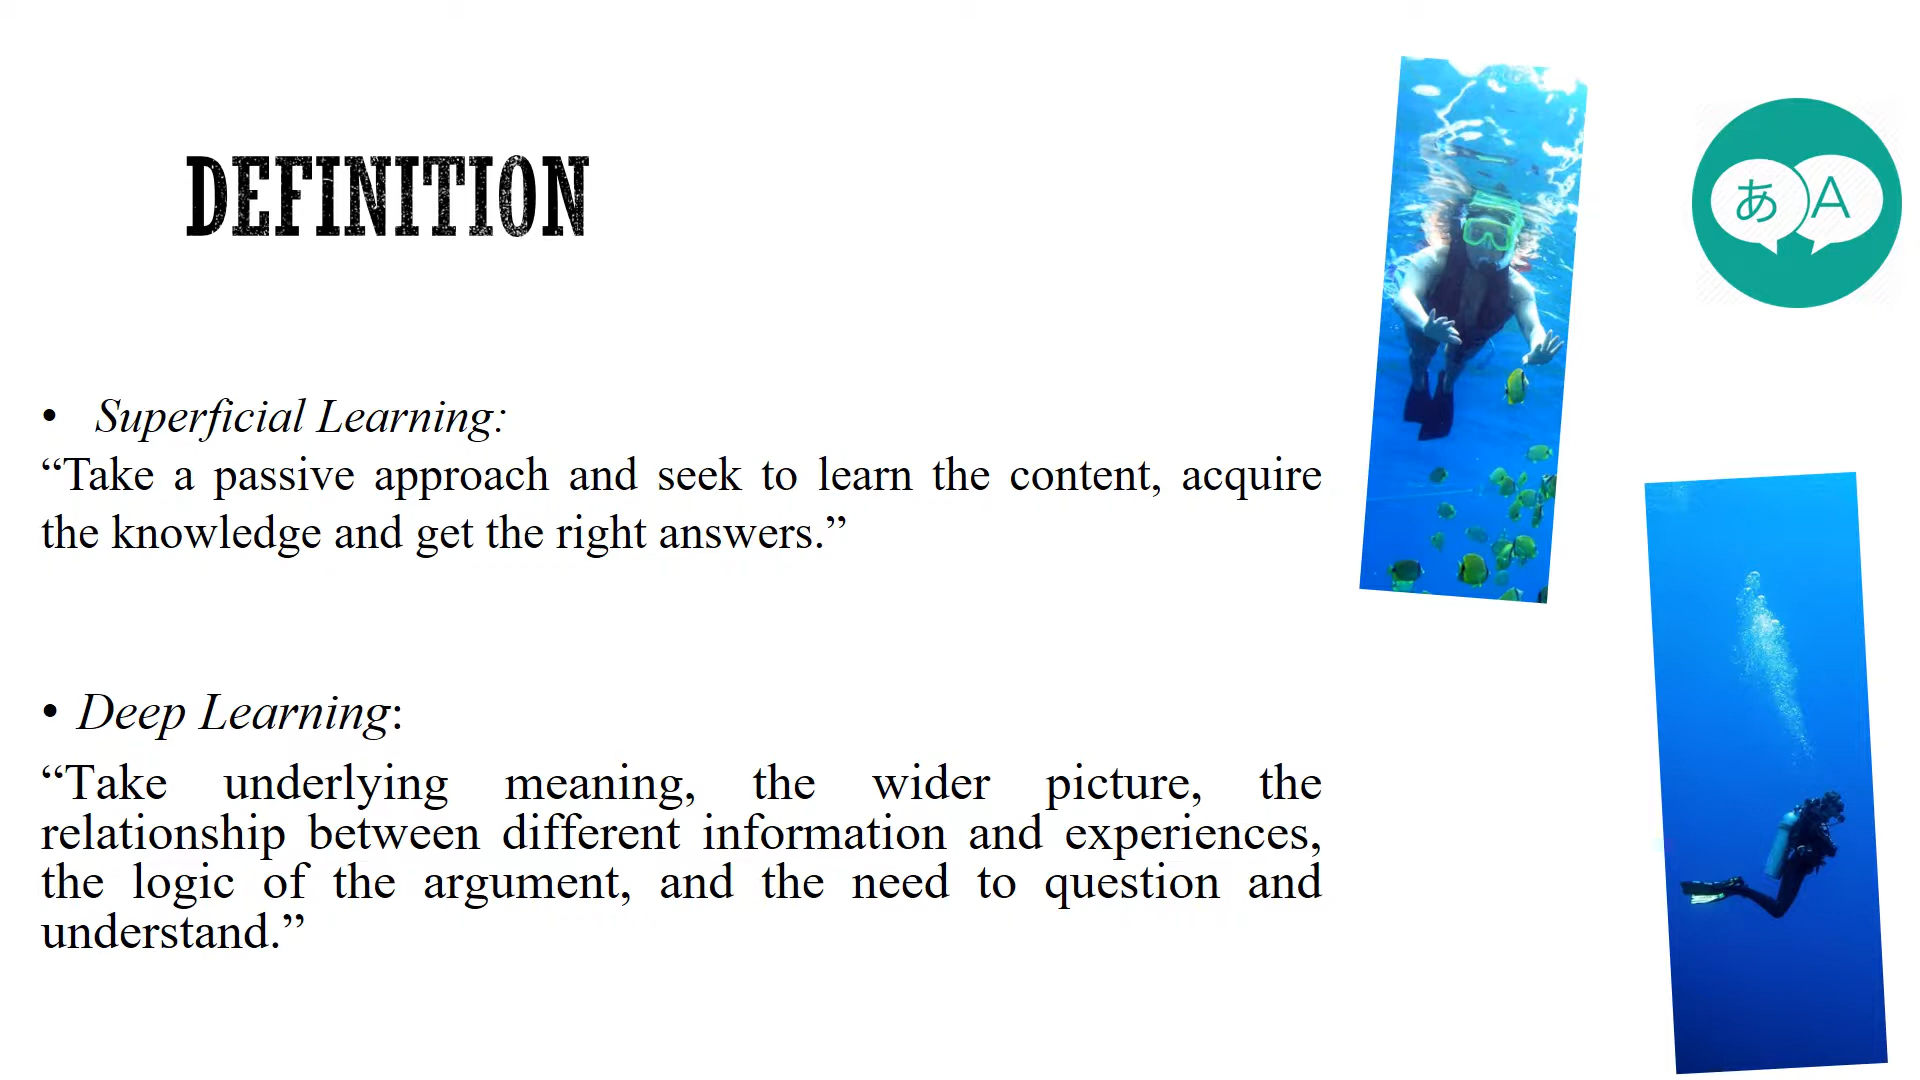 DEFINITION
あ A
• Superficial Learning:
“Take a passive approach and seek to learn the content, acquire
the knowledge and get the right answers.”
• Deep Learning:
“Take underlying meaning, the wider picture, the
relationship between different information and experiences,
the logic of the argument, and the need to question and
understand.”